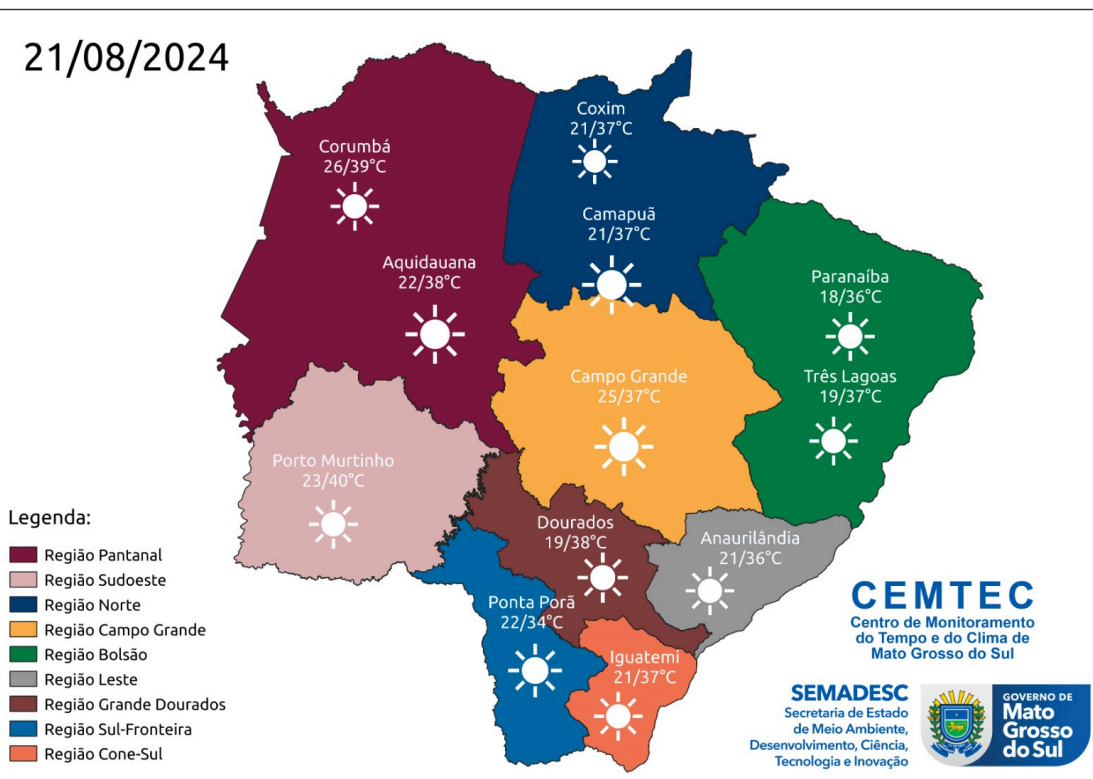 21/08/2024
Coxim
21/37°C
Corumbá
26/39°C
Camapuã
21/37°C
Aquidauana
22/38°C
Paranaíba
18/36°C
Campo Grande
25/37°C
Três Lagoas
19/37°C
Porto Murtinho
23/40°C
Dourados
19/38°C
Anaurilândia
21/36°C
Ponta Porã
22/34°C
Iguatemi
21/37°C
Legenda:
Região Pantanal
Região Sudoeste
Região Norte
Região Campo Grande
Região Bolsão
Região Leste
Região Grande Dourados
Região Sul-Fronteira
Região Cone-Sul
CEMTEC
Centro de Monitoramento
do Tempo e do Clima de
Mato Grosso do Sul
SEMADESC
Secretaria de Estado
de Meio Ambiente,
Desenvolvimento, Ciência,
Tecnologia e Inovação
GOVERNO DE
Mato
Grosso
do Sul